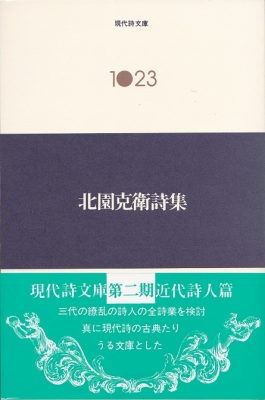 現代詩文庫
1●23
北園克衛詩集
現代詩文庫第二期近代詩人篇
三代の繚乱の詩人の全詩業を検討
真に現代詩の古典たり
うる文庫とした